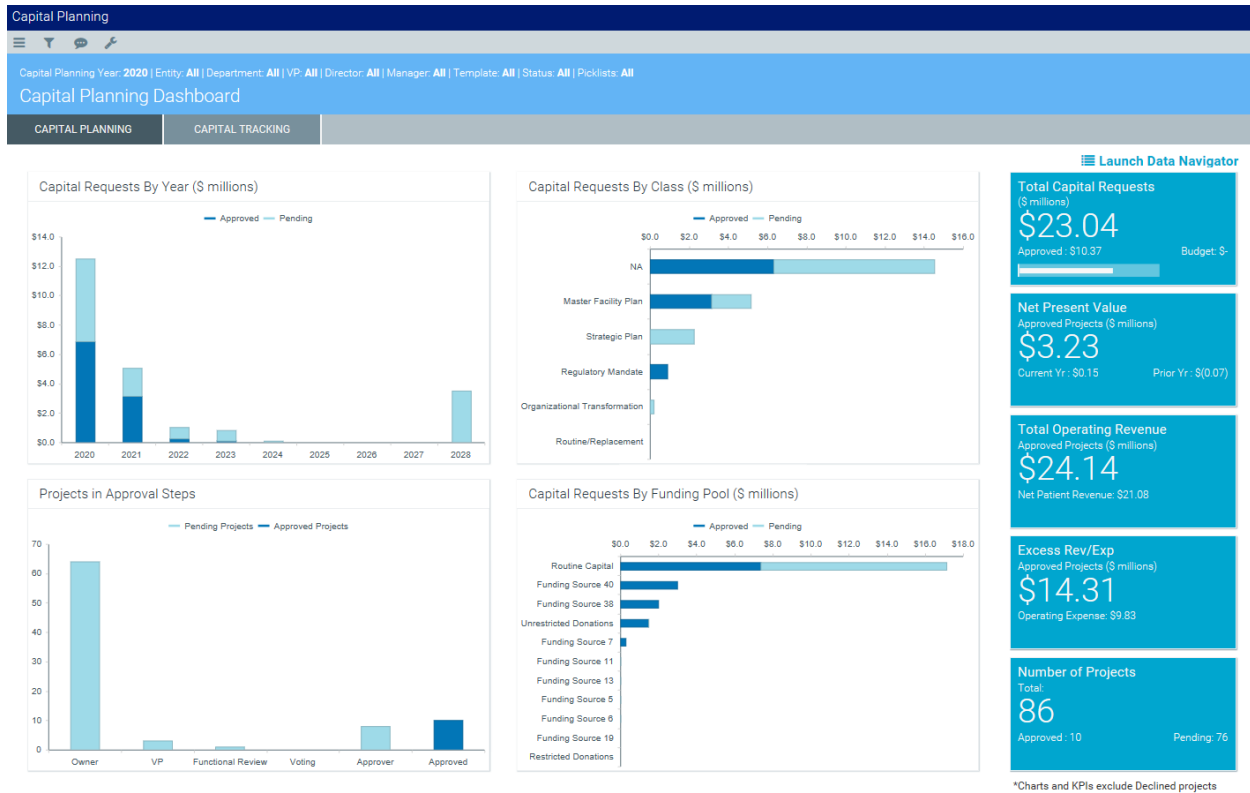 Capital Planning
Capital Planning Year: 2020 | Entity: All | Department: All | VP: All | Director: All | Manager: All | Template: All | Status: All | Picklists: All
Capital Planning Dashboard
CAPITAL PLANNING
CAPITAL TRACKING
Launch Data Navigator
Capital Requests By Year ($ millions)
Approved
Pending
$14.0
$12.0
$10.0
$8.0
$6.0
$4.0
$2.0
$0.0
2020 2021 2022 2023 2024 2025 2026 2027 2028
Capital Requests By Class ($ millions)
Approved
Pending
$0.0 $2.0 $4.0 $6.0 $8.0 $10.0 $12.0 $14.0 $16.0
NA
Master Facility Plan
Strategic Plan
Regulatory Mandate
Organizational Transformation
Routine/Replacement
Total Capital Requests
($ millions)
$23.04
Approved : $10.37 Budget: $-
Net Present Value
Approved Projects ($ millions)
$3.23
Current Yr : $0.15 Prior Yr : $(0.07)
Total Operating Revenue
Approved Projects ($ millions)
$24.14
Net Patient Revenue: $21.08
Projects in Approval Steps
Pending Projects
Approved Projects
70
60
50
40
30
20
10
0
Owner VP Functional Review Voting Approver Approved
Capital Requests By Funding Pool ($ millions)
Approved
Pending
$0.0 $2.0 $4.0 $6.0 $8.0 $10.0 $12.0 $14.0 $16.0 $18.0
Routine Capital
Funding Source 40
Funding Source 38
Unrestricted Donations
Funding Source 7
Funding Source 11
Funding Source 13
Funding Source 5
Funding Source 6
Funding Source 19
Restricted Donations
Excess Rev/Exp
Approved Projects ($ millions)
$14.31
Operating Expense: $9.83
Number of Projects
Total:
86
Approved : 10 Pending: 76
*Charts and KPIs exclude Declined projects